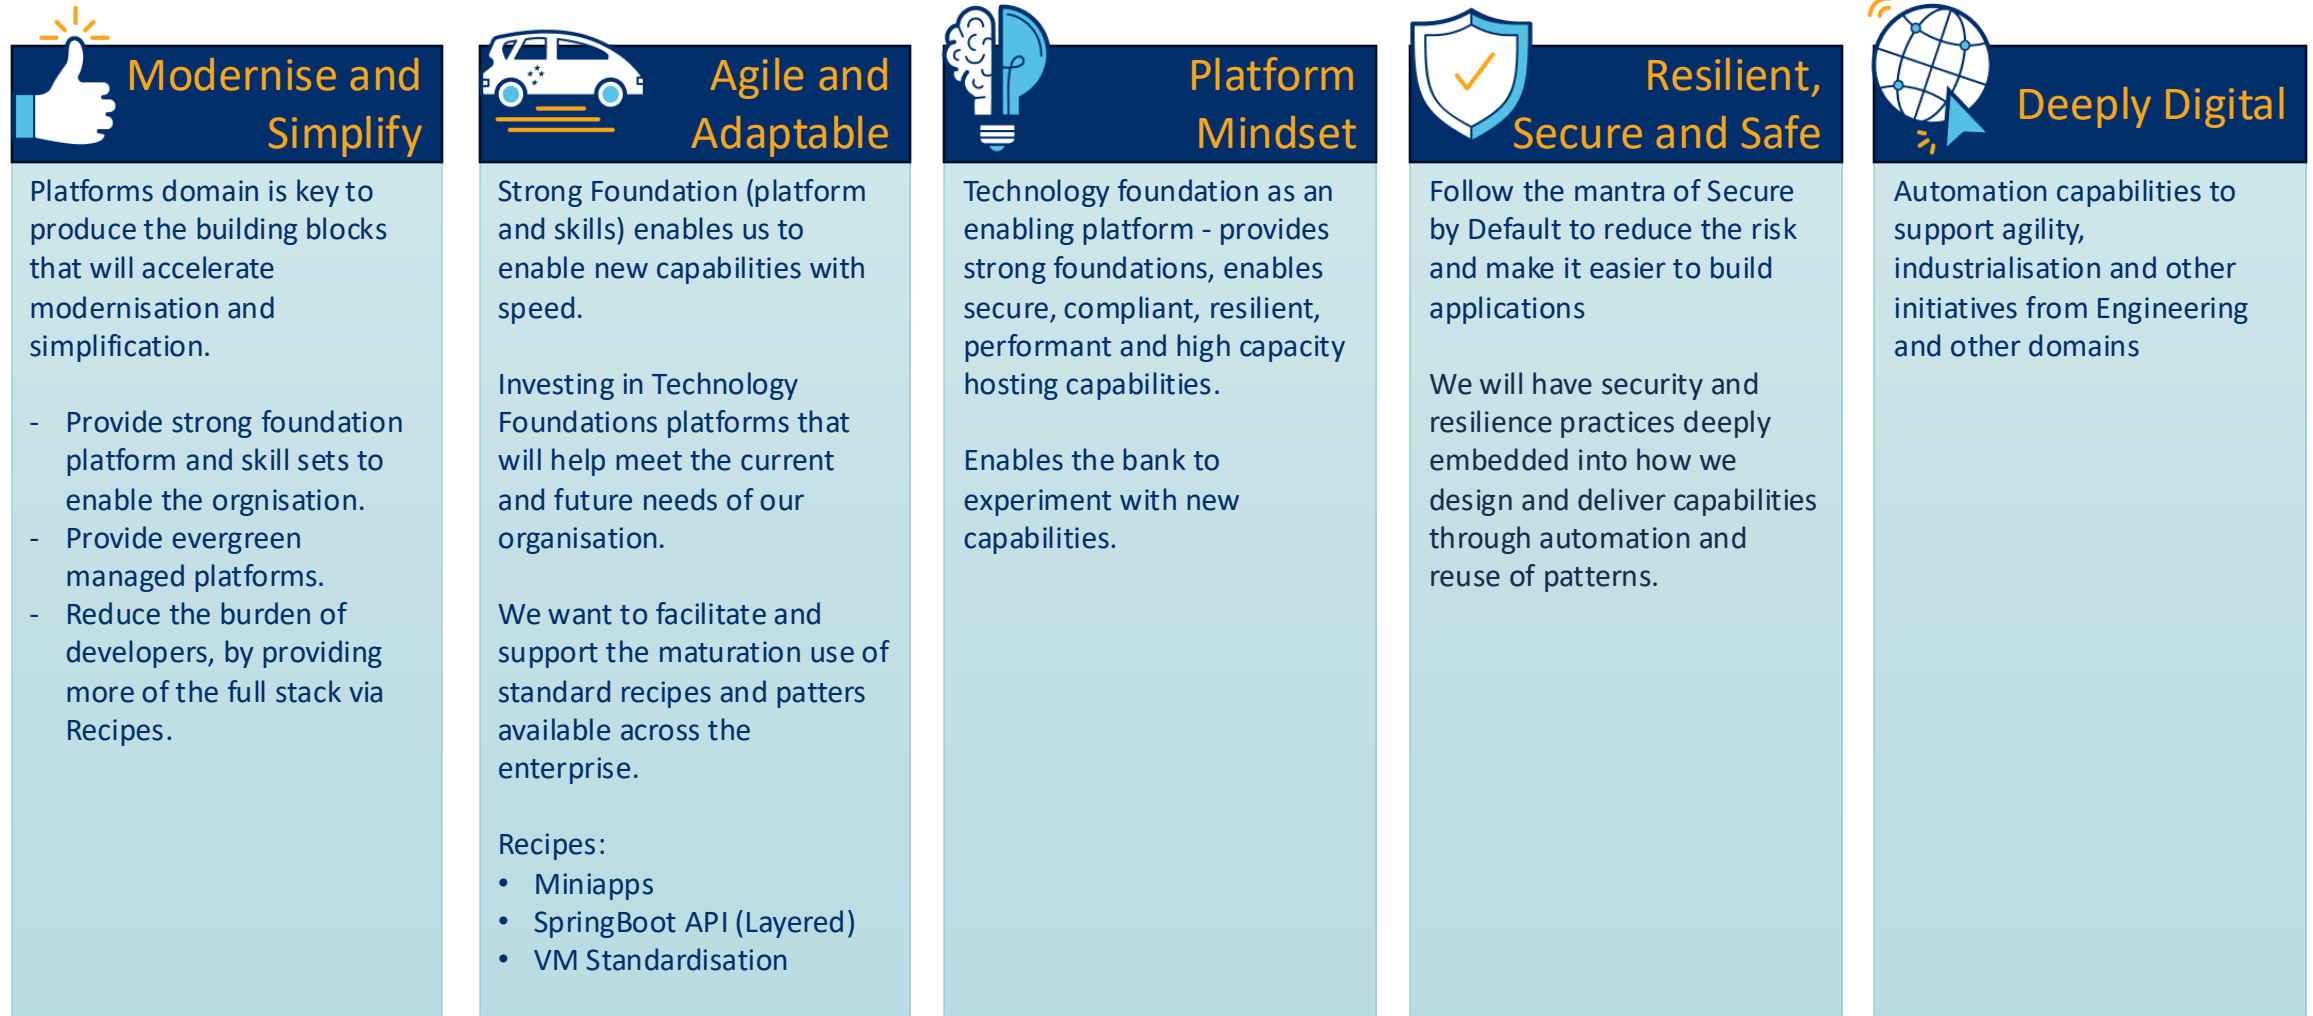 Modernise and
Simplify
Platforms domain is key to
produce the building blocks
that will accelerate
modernisation and
simplification.
- Provide strong foundation
platform and skill sets to
enable the orgnisation.
- Provide evergreen
managed platforms.
- Reduce the burden of
developers, by providing
more of the full stack via
Recipes.
Agile and
Adaptable
Strong Foundation (platform
and skills) enables us to
enable new capabilities with
speed.
Investing in Technology
Foundations platforms that
will help meet the current
and future needs of our
organisation.
We want to facilitate and
support the maturation use of
standard recipes and patters
available across the
enterprise.
Recipes:
• Miniapps
• SpringBoot API (Layered)
• VM Standardisation
Platform
Mindset
Technology foundation as an
enabling platform - provides
strong foundations, enables
secure, compliant, resilient,
performant and high capacity
hosting capabilities.
Enables the bank to
experiment with new
capabilities.
Resilient,
Secure and Safe
Follow the mantra of Secure
by Default to reduce the risk
and make it easier to build
applications
We will have security and
resilience practices deeply
embedded into how we
design and deliver capabilities
through automation and
reuse of patterns.
Deeply Digital
Automation capabilities to
support agility,
industrialisation and other
initiatives from Engineering
and other domains